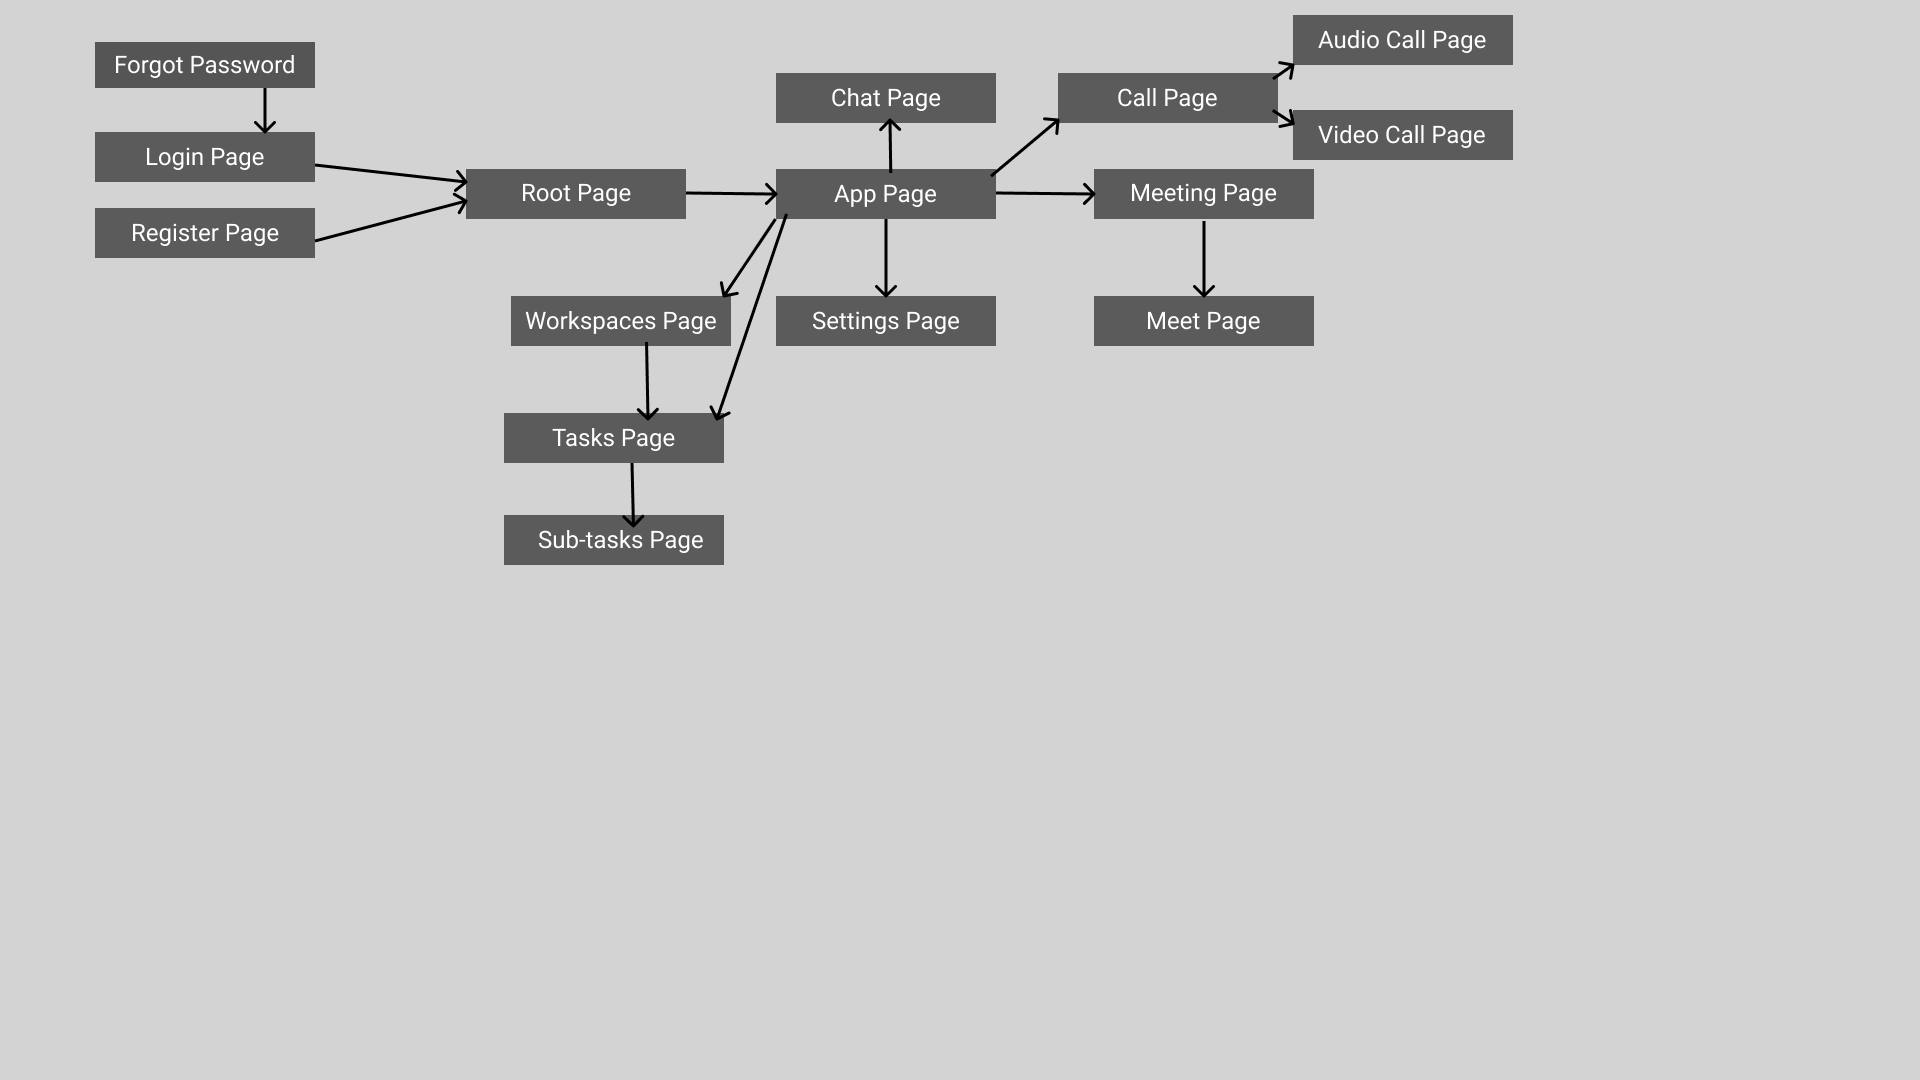 Forgot Password
Login Page
Register Page
Root Page
Chat Page
App Page
Call Page
Audio Call Page
Video Call Page
Meeting Page
Workspaces Page
Settings Page
Meet Page
Tasks Page
Sub-tasks Page